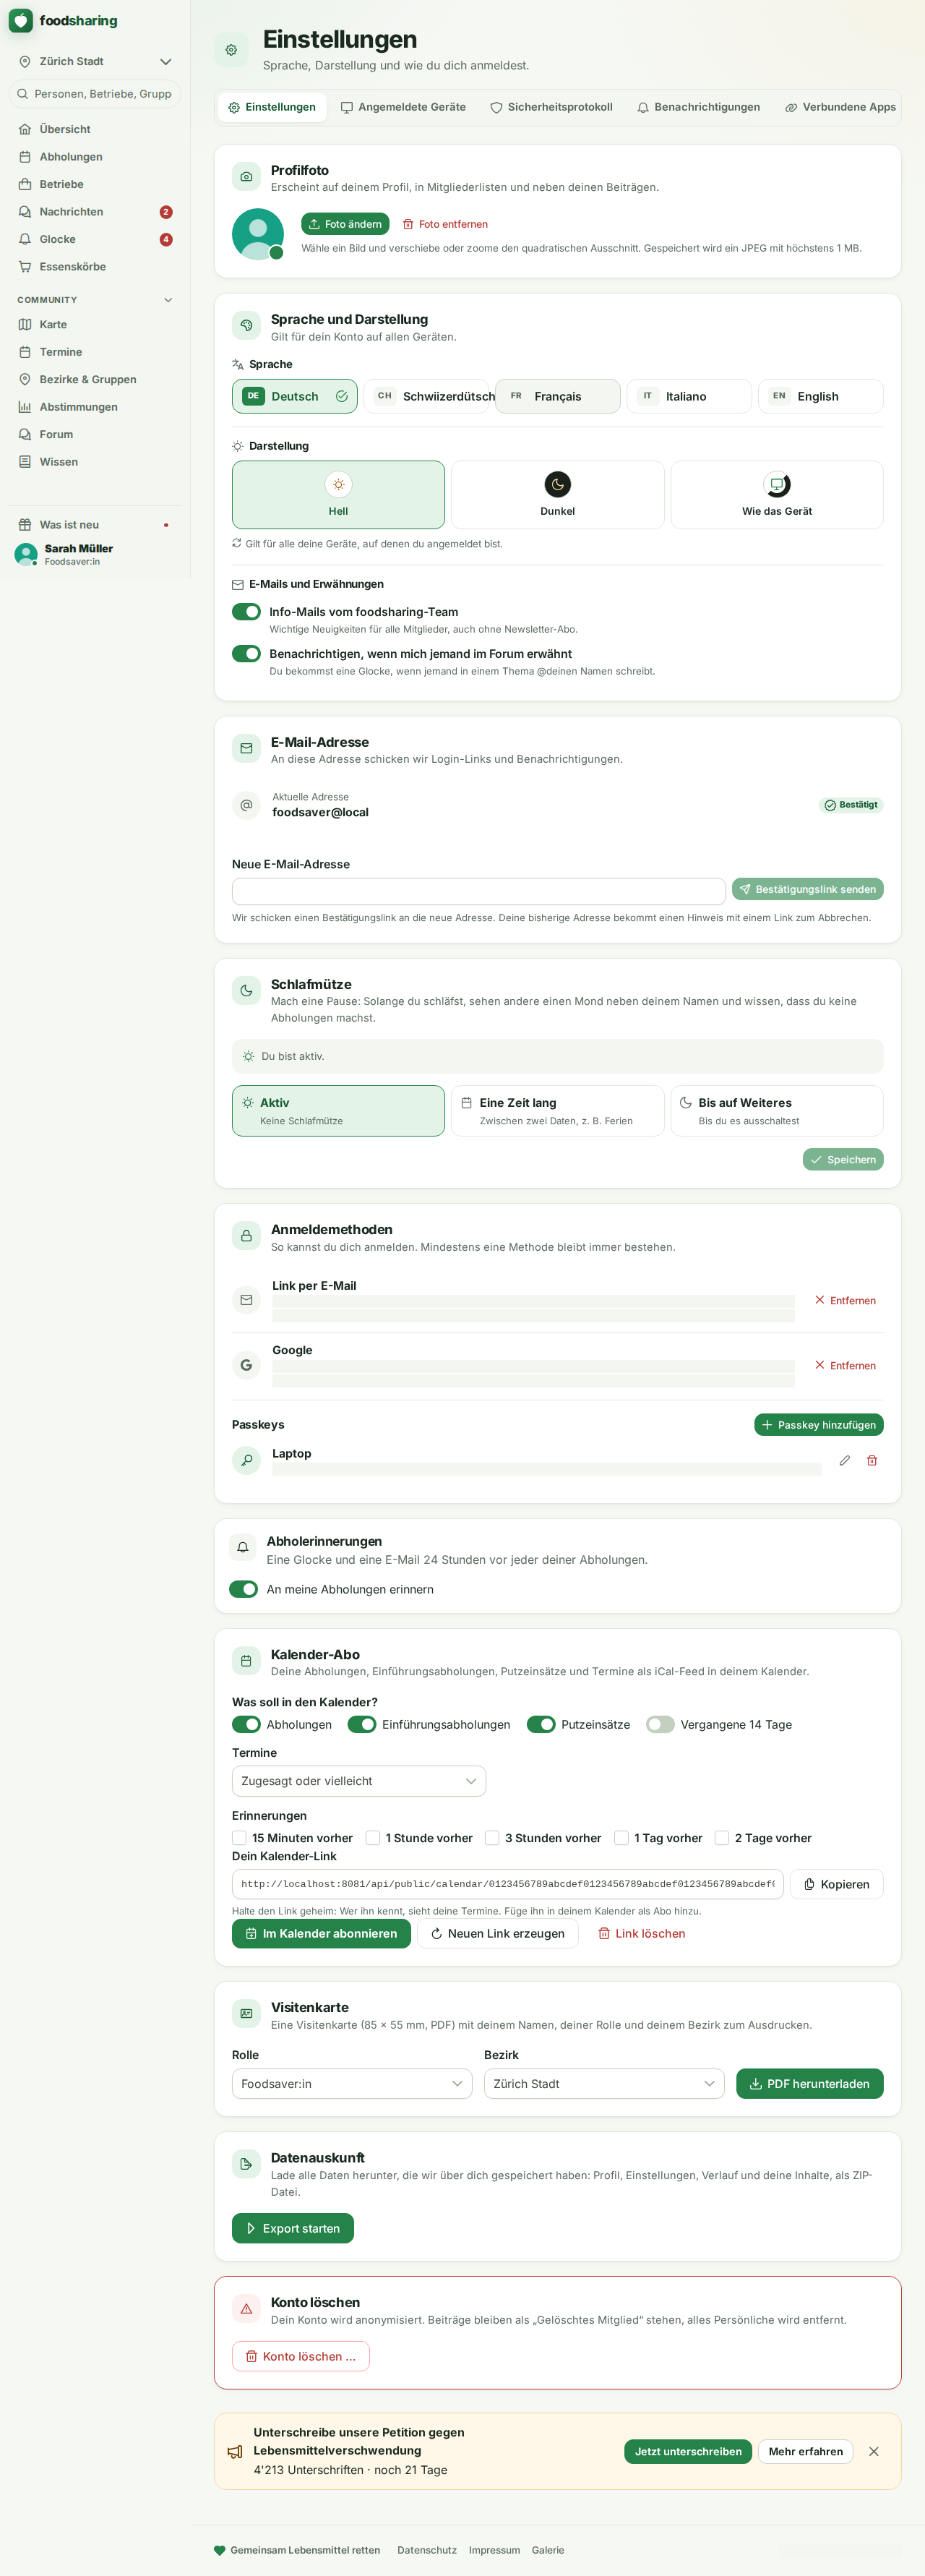 foodsharing
Zürich Stadt
Personen, Betriebe, Grupp
Übersicht
Abholungen
Betriebe
Nachrichten 2
Glocke 4
Essenskörbe
COMMUNITY
Karte
Termine
Bezirke & Gruppen
Abstimmungen
Forum
Wissen
Was ist neu
Sarah Müller
Foodsaver:in
Einstellungen
Sprache, Darstellung und wie du dich anmeldest.
Einstellungen Angemeldete Geräte Sicherheitsprotokoll Benachrichtigungen Verbundene Apps
Profilfoto
Erscheint auf deinem Profil, in Mitgliederlisten und neben deinen Beiträgen.
Foto ändern Foto entfernen
Wähle ein Bild und verschiebe oder zoome den quadratischen Ausschnitt. Gespeichert wird ein JPEG mit höchstens 1 MB.
Sprache und Darstellung
Gilt für dein Konto auf allen Geräten.
Sprache
DE Deutsch CH Schwiizerdütsch FR Français IT Italiano EN English
Darstellung
Hell Dunkel Wie das Gerät
Gilt für alle deine Geräte, auf denen du angemeldet bist.
E-Mails und Erwähnungen
Info-Mails vom foodsharing-Team
Wichtige Neuigkeiten für alle Mitglieder, auch ohne Newsletter-Abo.
Benachrichtigen, wenn mich jemand im Forum erwähnt
Du bekommst eine Glocke, wenn jemand in einem Thema @deinen Namen schreibt.
E-Mail-Adresse
An diese Adresse schicken wir Login-Links und Benachrichtigungen.
Aktuelle Adresse
foodsaver@local
Bestätigt
Neue E-Mail-Adresse
Bestätigungslink senden
Wir schicken einen Bestätigungslink an die neue Adresse. Deine bisherige Adresse bekommt einen Hinweis mit einem Link zum Abbrechen.
Schlafmütze
Mach eine Pause: Solange du schläfst, sehen andere einen Mond neben deinem Namen und wissen, dass du keine
Abholungen machst.
Du bist aktiv.
Aktiv Eine Zeit lang Bis auf Weiteres
Keine Schlafmütze Zwischen zwei Daten, z. B. Ferien Bis du es ausschaltest
Speichern
Anmeldemethoden
So kannst du dich anmelden. Mindestens eine Methode bleibt immer bestehen.
Link per E-Mail
Entfernen
Google
Entfernen
Passkeys Passkey hinzufügen
Laptop
Abholerinnerungen
Eine Glocke und eine E-Mail 24 Stunden vor jeder deiner Abholungen.
An meine Abholungen erinnern
Kalender-Abo
Deine Abholungen, Einführungsabholungen, Putzeinsätze und Termine als iCal-Feed in deinem Kalender.
Was soll in den Kalender?
Abholungen Einführungsabholungen Putzeinsätze Vergangene 14 Tage
Termine
Zugesagt oder vielleicht
Erinnerungen
15 Minuten vorher 1 Stunde vorher 3 Stunden vorher 1 Tag vorher 2 Tage vorher
Dein Kalender-Link
http://localhost:8081/api/public/calendar/0123456789abcdef0123456789abcdef0123456789abcdef0
Kopieren
Halte den Link geheim: Wer ihn kennt, sieht deine Termine. Füge ihn in deinem Kalender als Abo hinzu.
Im Kalender abonnieren Neuen Link erzeugen Link löschen
Visitenkarte
Eine Visitenkarte (85 × 55 mm, PDF) mit deinem Namen, deiner Rolle und deinem Bezirk zum Ausdrucken.
Rolle Bezirk
Foodsaver:in Zürich Stadt PDF herunterladen
Datenauskunft
Lade alle Daten herunter, die wir über dich gespeichert haben: Profil, Einstellungen, Verlauf und deine Inhalte, als ZIP-
Datei.
Export starten
Konto löschen
Dein Konto wird anonymisiert. Beiträge bleiben als „Gelöschtes Mitglied“ stehen, alles Persönliche wird entfernt.
Konto löschen …
Unterschreibe unsere Petition gegen
Lebensmittelverschwendung
4'213 Unterschriften · noch 21 Tage
Jetzt unterschreiben Mehr erfahren
Gemeinsam Lebensmittel retten Datenschutz Impressum Galerie